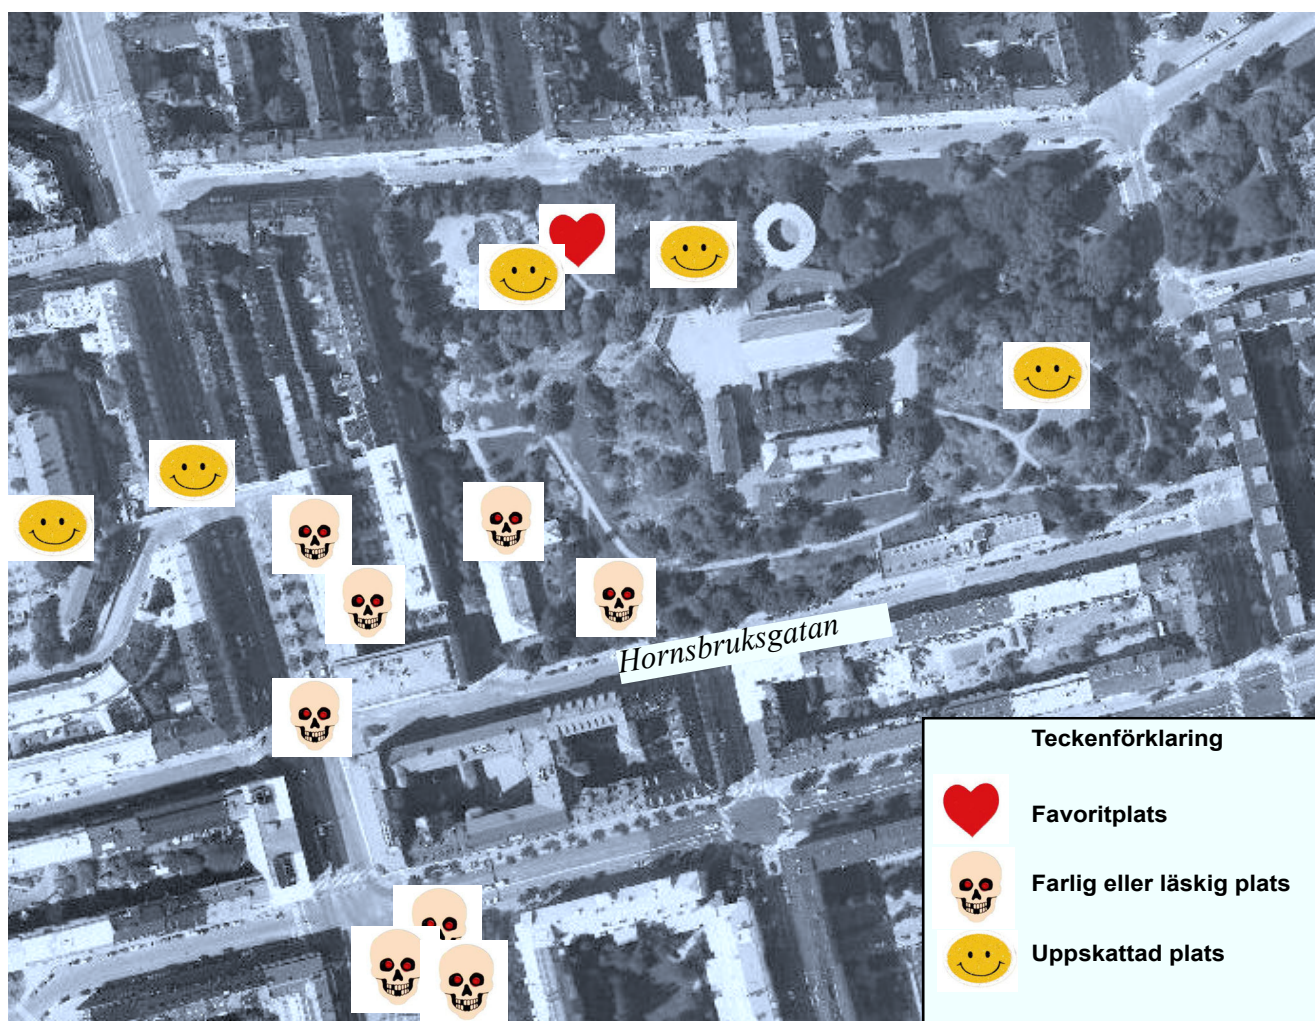 Hornsbruksgatan
Teckenförklaring
Favoritplats
Farlig eller läskig plats
Uppskattad plats